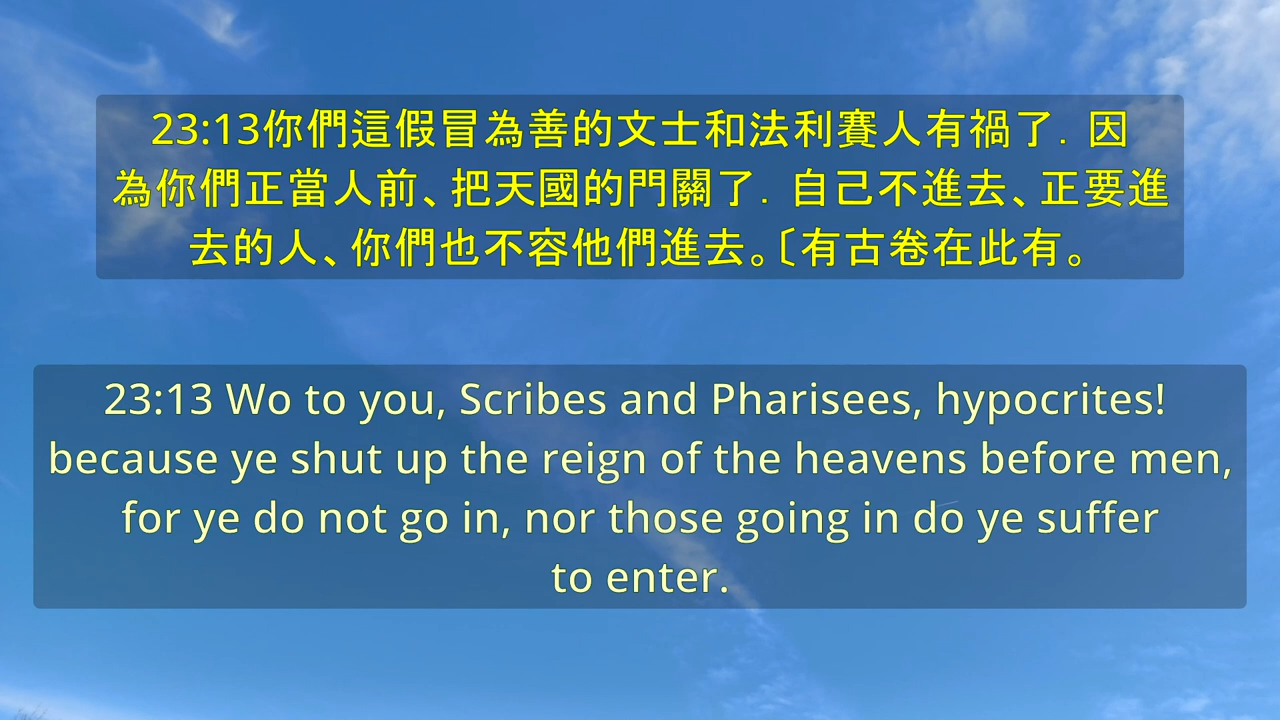 23:13你們這假冒為善的文士和法利賽人有禍了．因
為你們正當人前、把天國的門關了．自己不進去、正要進
去的人、你們也不容他們進去。〔有古卷在此有。
23:13 Wo to you, Scribes and Pharisees, hypocrites!
because ye shut up the reign of the heavens before men,
for ye do not go in, nor those going in do ye suffer
to enter.